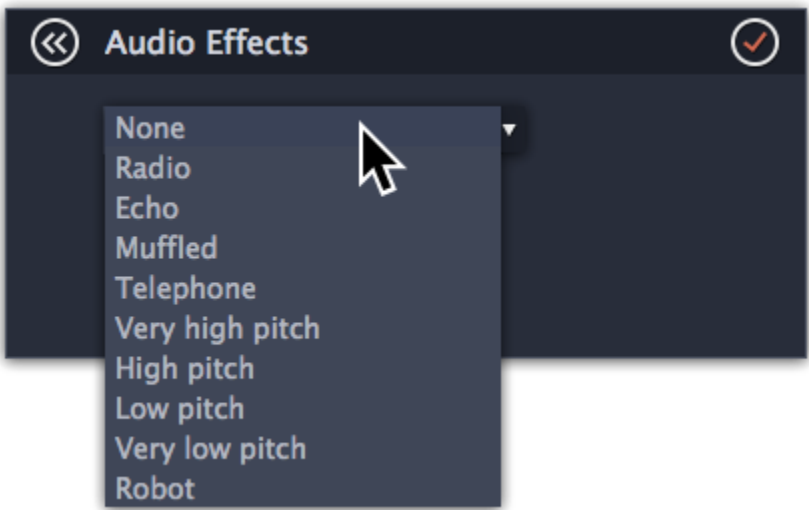 Audio Effects
None
Radio
Echo
Muffled
Telephone
Very high pitch
High pitch
Low pitch
Very low pitch
Robot